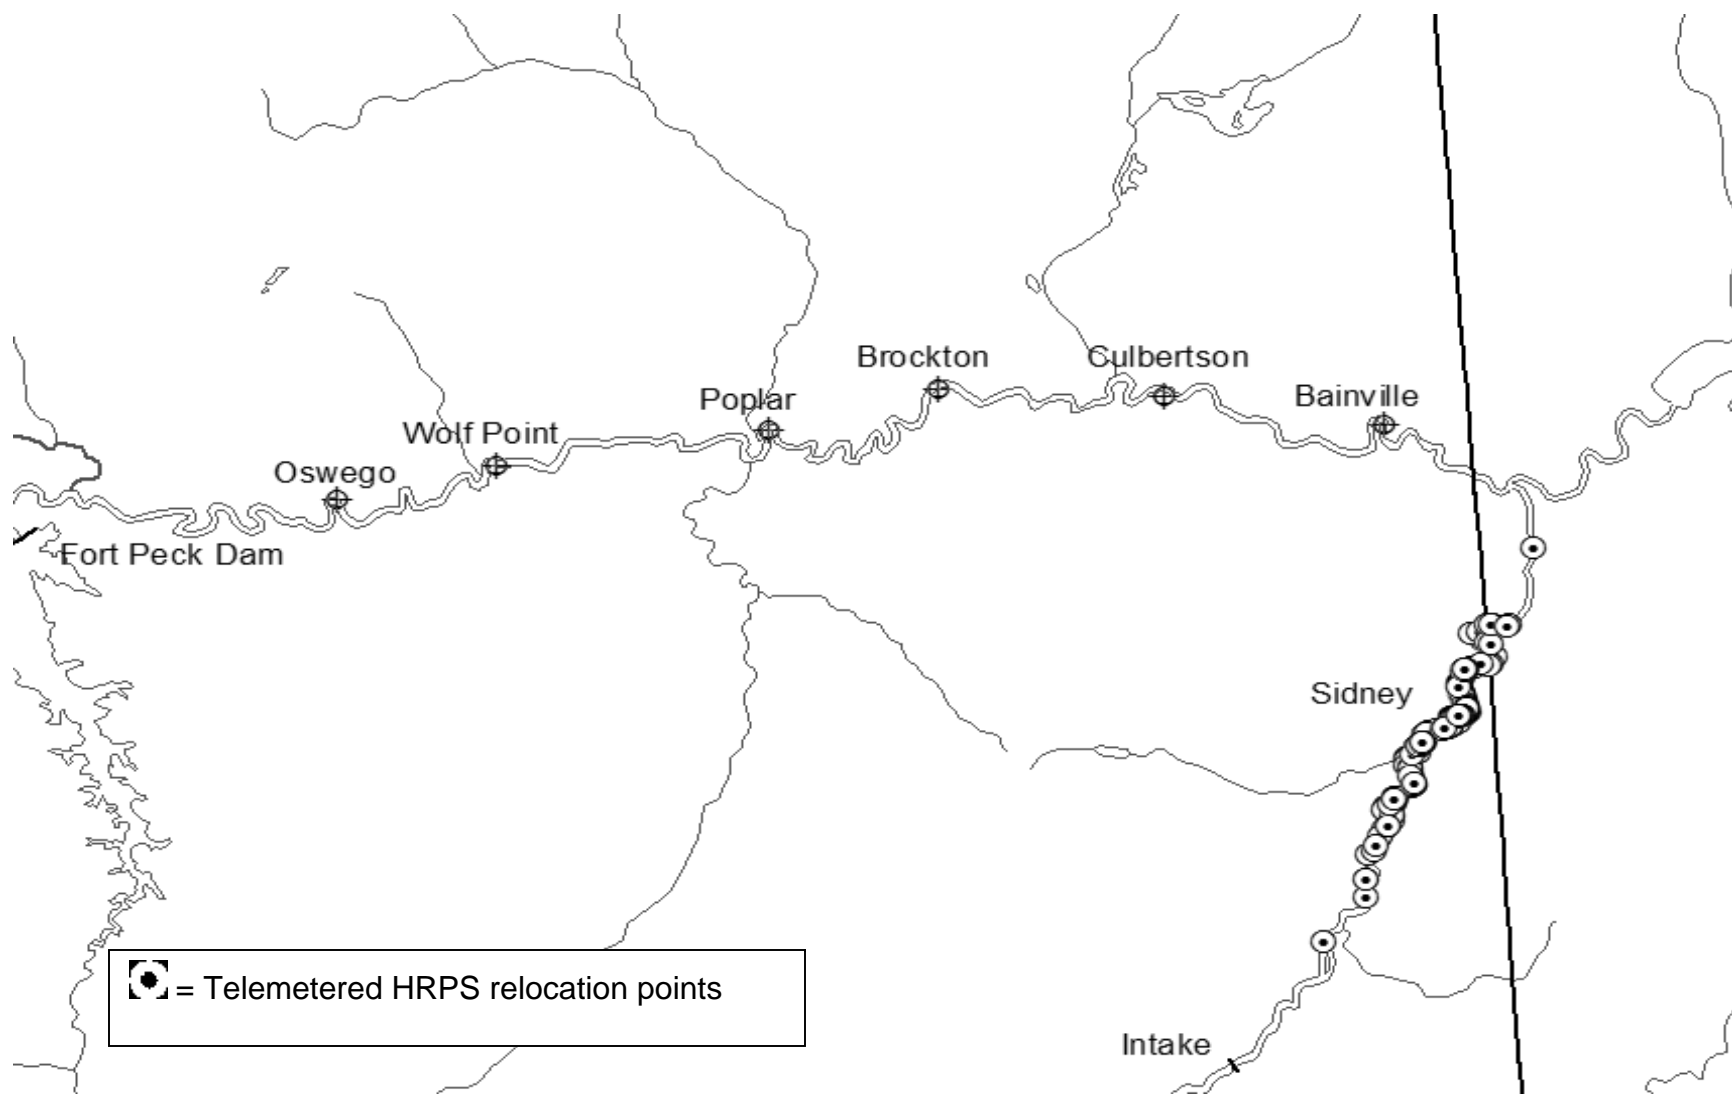 Brockton
Culbertson
Poplar
Bainville
Wolf Point
Oswego
Fort Peck Dam
Sidney
= Telemetered HRPS relocation points
Intake